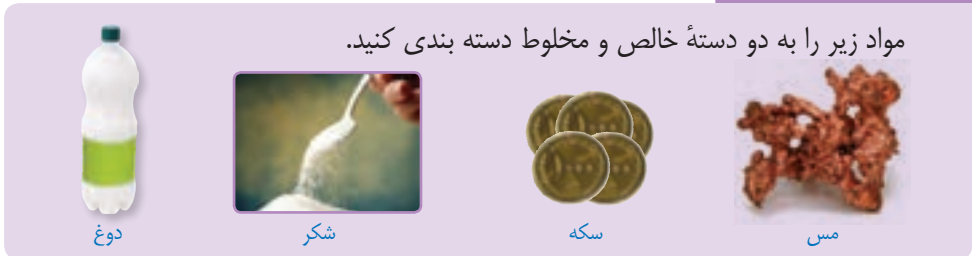 مواد زیر را به دو دستهٔ خالص و مخلوط دسته بندی کنید.
مس
سکه
شکر
دوغ